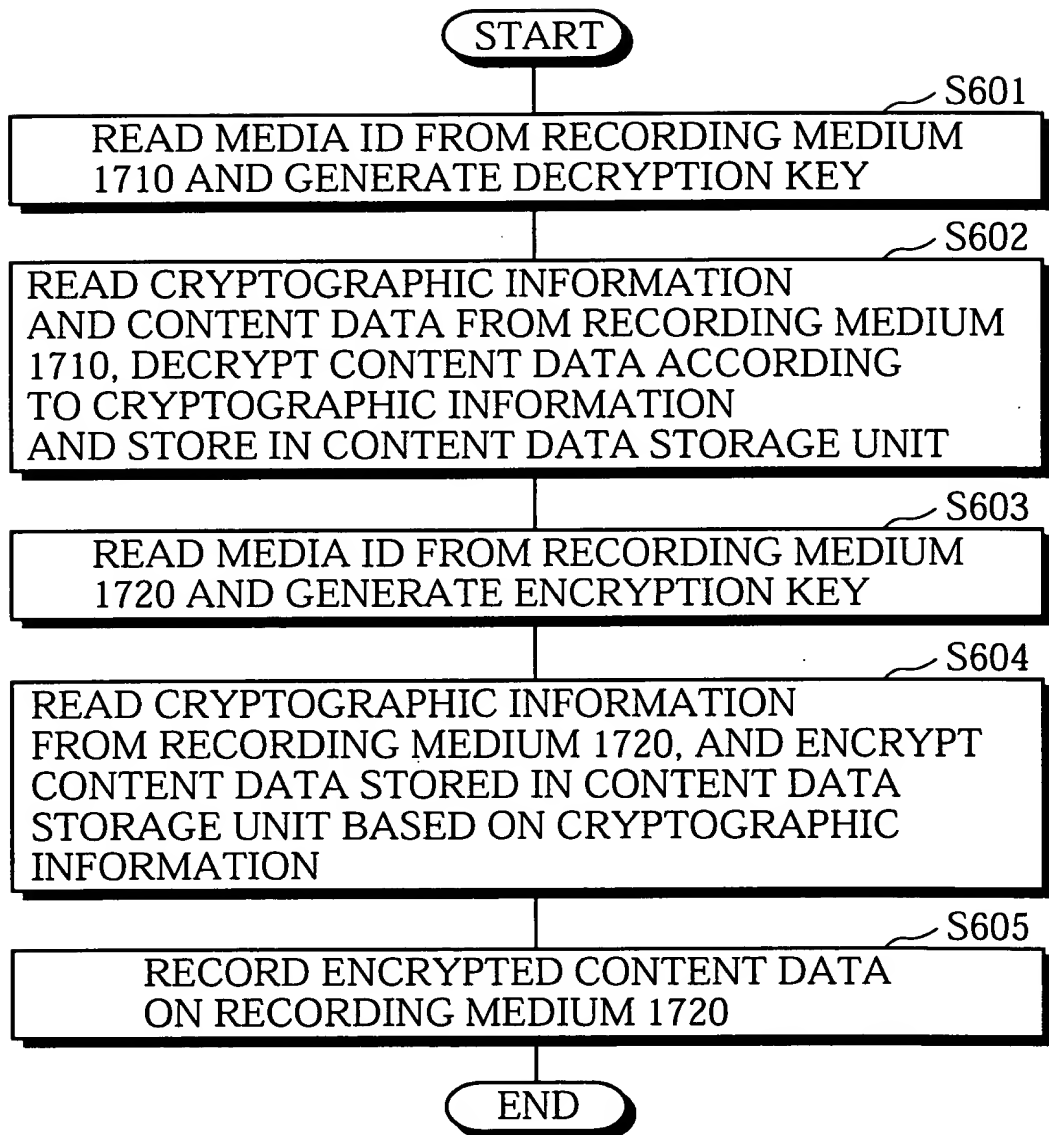 START
S601
READ MEDIA ID FROM RECORDING MEDIUM
1710 AND GENERATE DECRYPTION KEY
S602
READ CRYPTOGRAPHIC INFORMATION
AND CONTENT DATA FROM RECORDING MEDIUM
1710, DECRYPT CONTENT DATA ACCORDING
TO CRYPTOGRAPHIC INFORMATION
AND STORE IN CONTENT DATA STORAGE UNIT
S603
READ MEDIA ID FROM RECORDING MEDIUM
1720 AND GENERATE ENCRYPTION KEY
S604
READ CRYPTOGRAPHIC INFORMATION
FROM RECORDING MEDIUM 1720, AND ENCRYPT
CONTENT DATA STORED IN CONTENT DATA
STORAGE UNIT BASED ON CRYPTOGRAPHIC
INFORMATION
S605
RECORD ENCRYPTED CONTENT DATA
ON RECORDING MEDIUM 1720
END